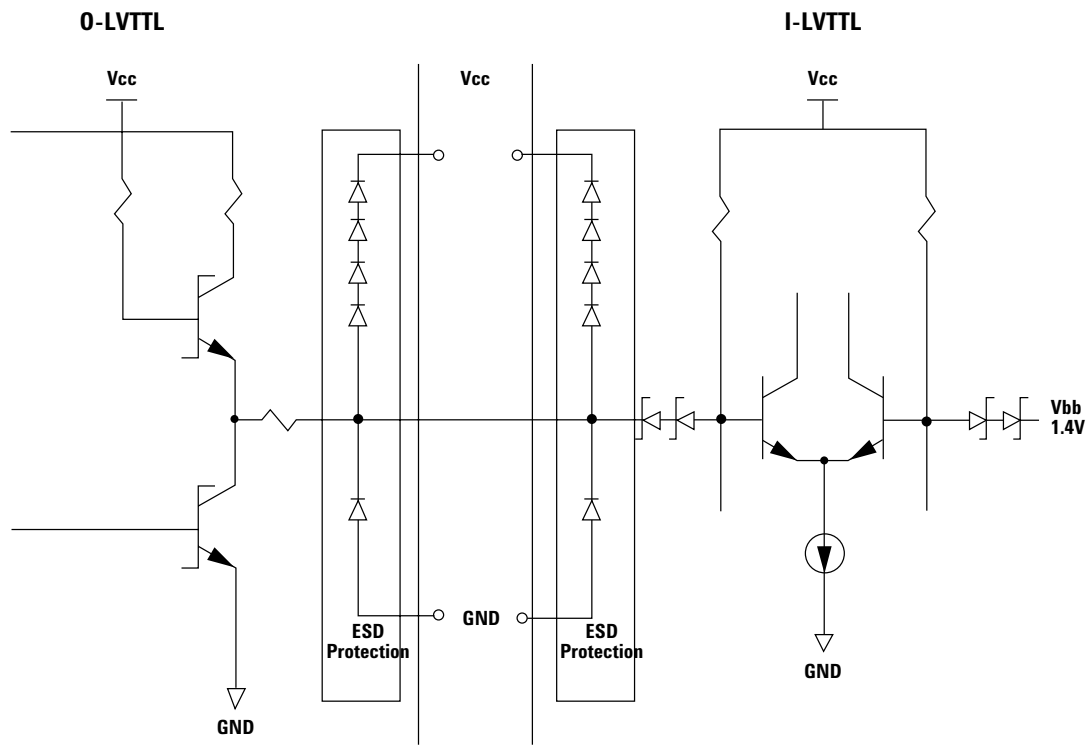 O-LVTTL
I-LVTTL
Vcc
Vcc
Vcc
Vbb
1.4V
GND
ESD
Protection
ESD
Protection
GND
GND